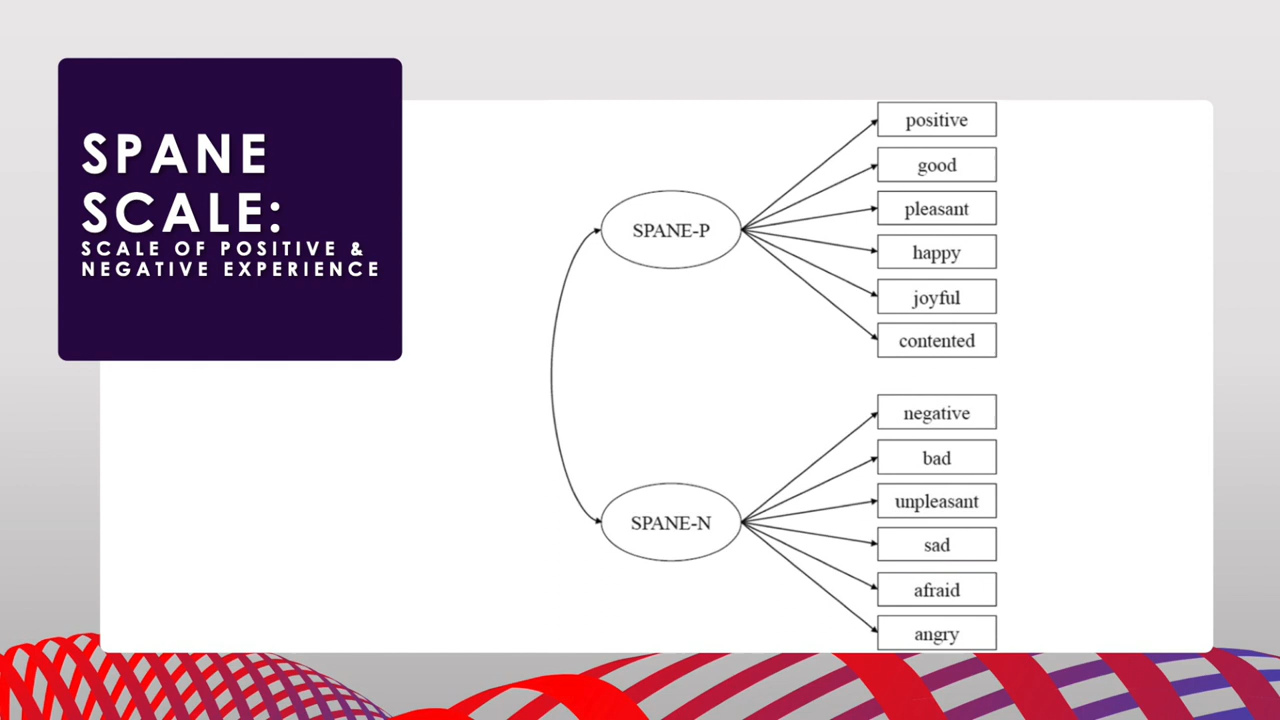 SPANE
SCALE:
SCALE OF POSITIVE &
NEGATIVE EXPERIENCE
SPANE-P
positive
good
pleasant
happy
joyful
contented
SPANE-N
negative
bad
unpleasant
sad
afraid
angry